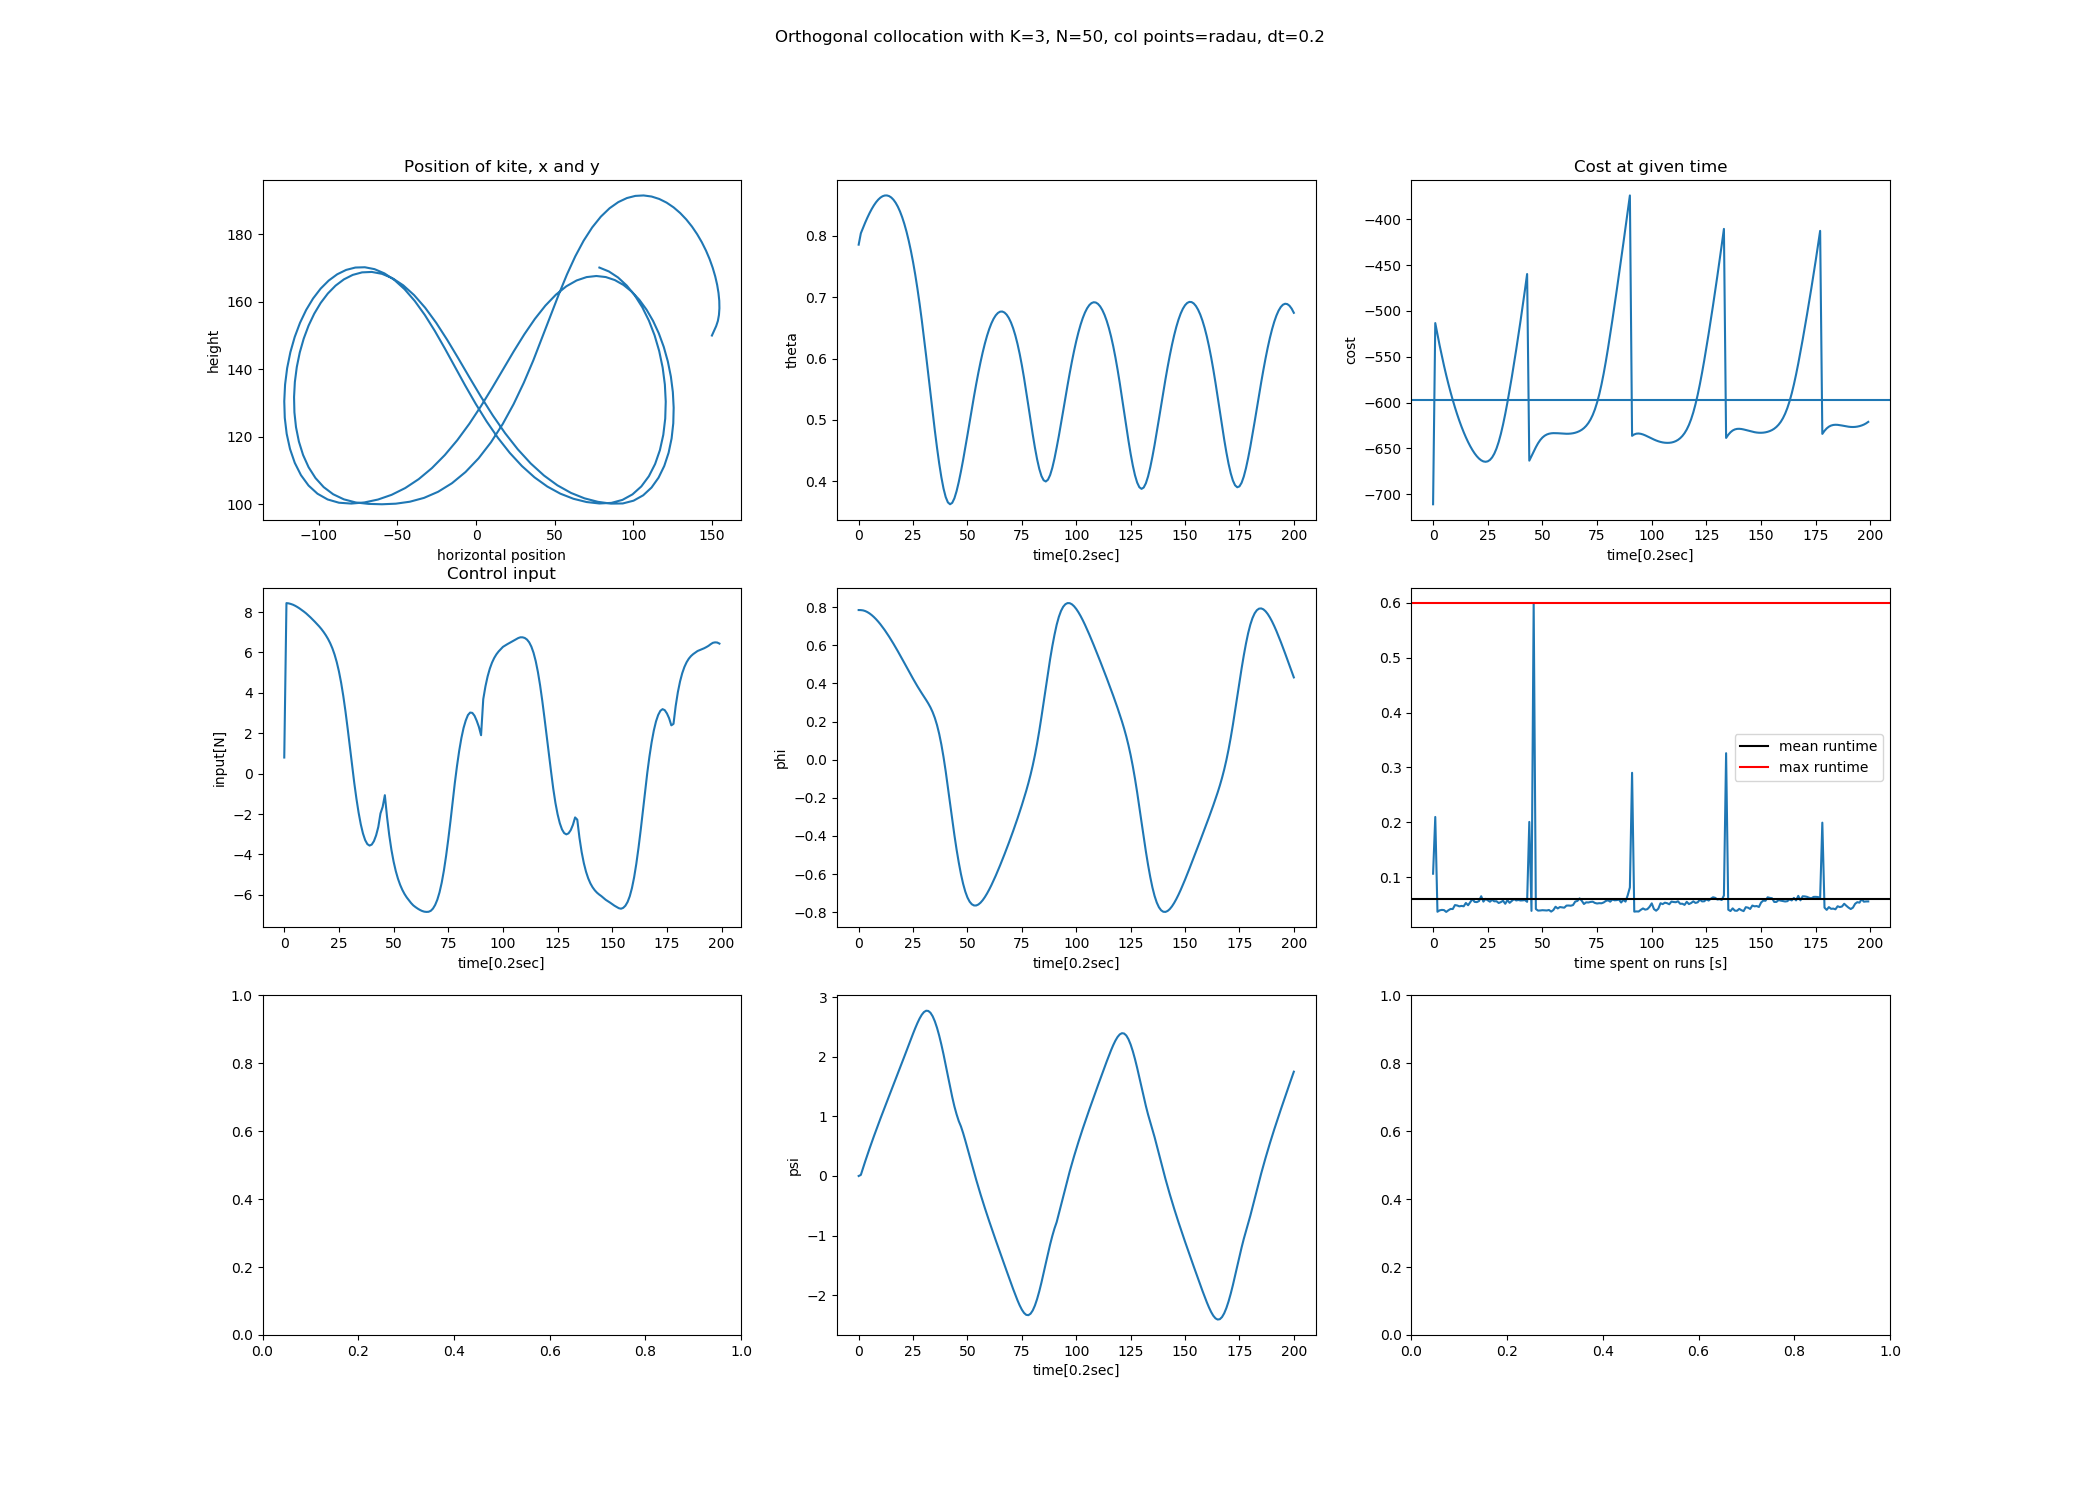 Orthogonal collocation with K=3, N=50, col points=radau, dt=0.2
Position of kite, x and y
height
180
160
140
120
100
−100 −50 0 50 100 150
horizontal position
theta
0.8
0.7
0.6
0.5
0.4
0 25 50 75 100 125 150 175 200
time[0.2sec]
Cost at given time
cost
−400
−450
−500
−550
−600
−650
−700
0 25 50 75 100 125 150 175 200
time[0.2sec]
Control input
input[N]
8
6
4
2
0
−2
−4
−6
0 25 50 75 100 125 150 175 200
time[0.2sec]
phi
0.8
0.6
0.4
0.2
0.0
−0.2
−0.4
−0.6
−0.8
0 25 50 75 100 125 150 175 200
time[0.2sec]
0.6
0.5
0.4
0.3
0.2
0.1
mean runtime
max runtime
0 25 50 75 100 125 150 175 200
time spent on runs [s]
1.0
0.8
0.6
0.4
0.2
0.0
0.0 0.2 0.4 0.6 0.8 1.0
psi
3
2
1
0
−1
−2
0 25 50 75 100 125 150 175 200
time[0.2sec]
1.0
0.8
0.6
0.4
0.2
0.0
0.0 0.2 0.4 0.6 0.8 1.0